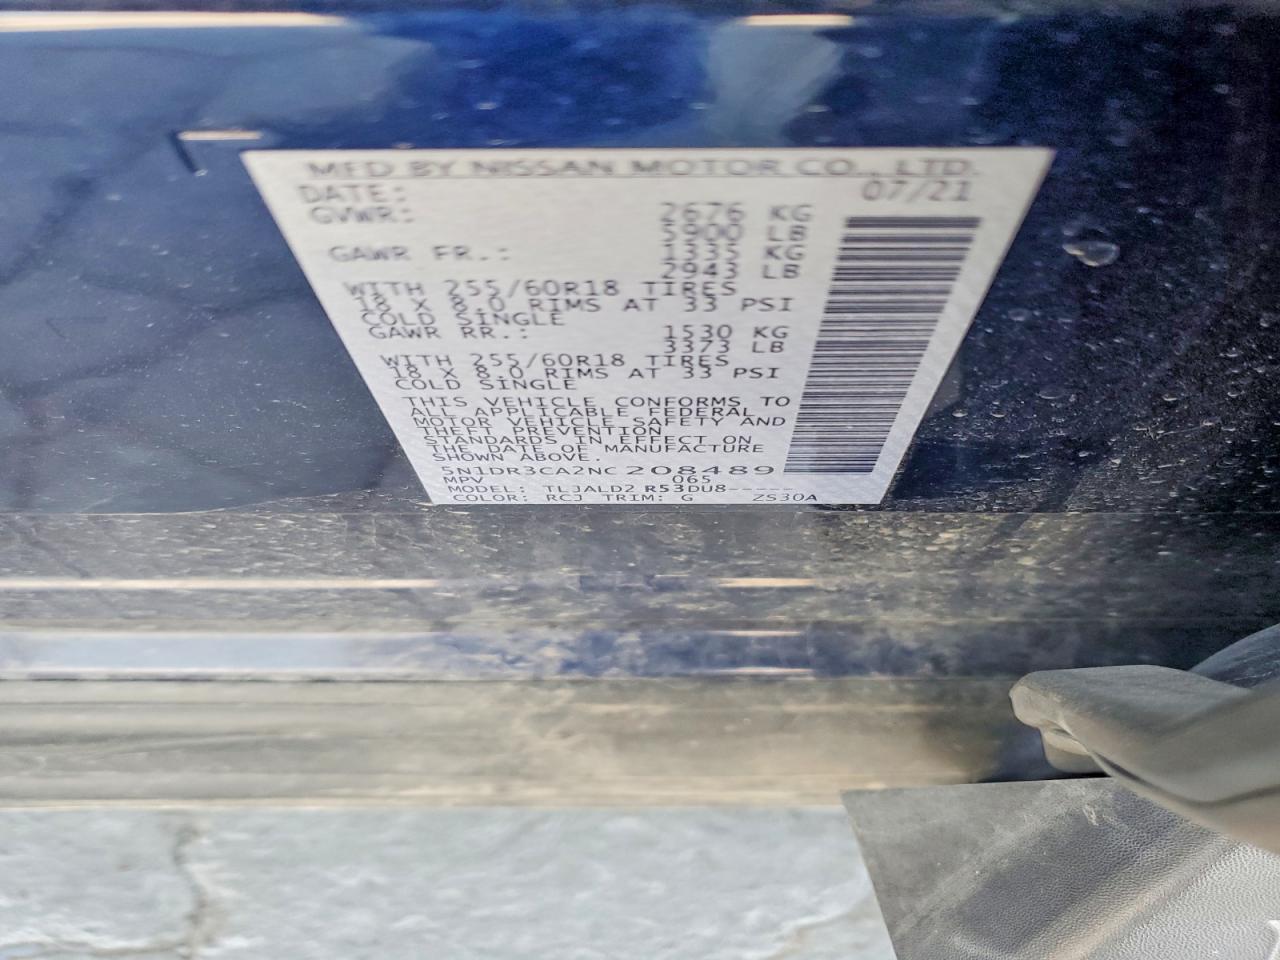 MFD BY NISSAN MOTOR CO., LTD.
DATE: 07/21
GVWR: 2676 KG
5900 LB
GAWR FR.: 1335 KG
2943 LB
WITH 255/60R18 TIRES
18 X 8.0 RIMS AT 33 PSI
COLD SINGLE
GAWR RR.: 1530 KG
3373 LB
WITH 255/60R18 TIRES
18 X 8.0 RIMS AT 33 PSI
COLD SINGLE
THIS VEHICLE CONFORMS TO
ALL APPLICABLE FEDERAL
MOTOR VEHICLE SAFETY AND
THEFT PREVENTION
STANDARDS IN EFFECT ON
THE DATE OF MANUFACTURE
SHOWN ABOVE.
5N1DR3CA2NC208489
MPV 065
MODEL: TLJALD2 R53DU8-----
COLOR: RCJ TRIM: G ZS30A